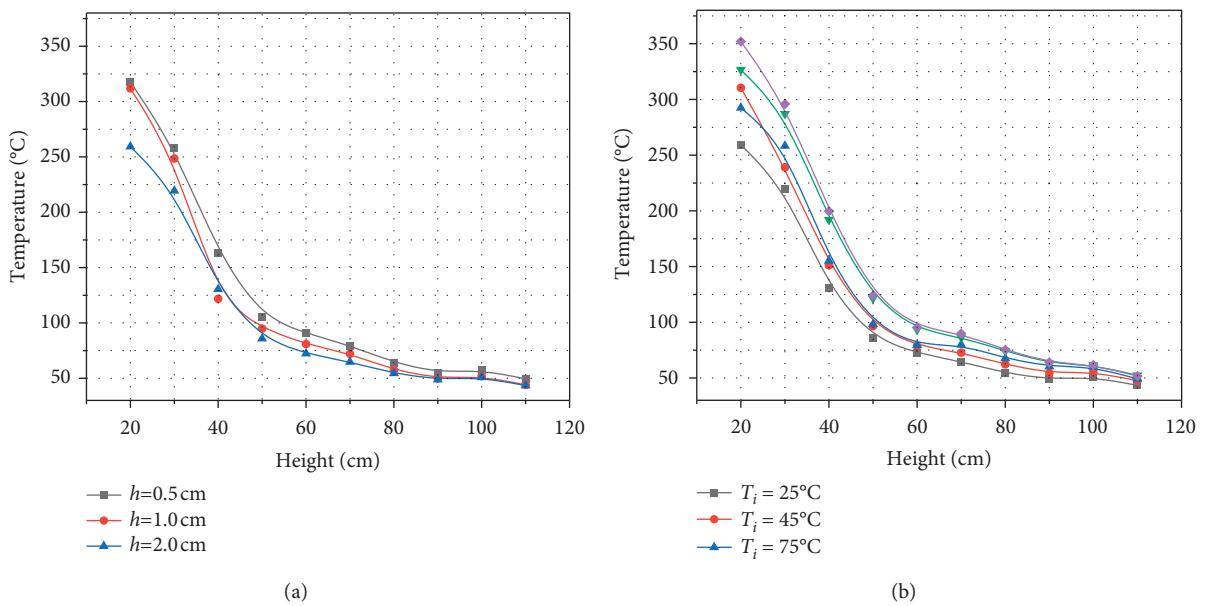 350
300
250
200
150
100
50
Temperature (°C)
20 40 60 80 100 120
Height (cm)
h=0.5 cm
h=1.0 cm
h=2.0 cm
(a)
350
300
250
200
150
100
50
Temperature (°C)
20 40 60 80 100 120
Height (cm)
Ti = 25°C
Ti = 45°C
Ti = 75°C
(b)